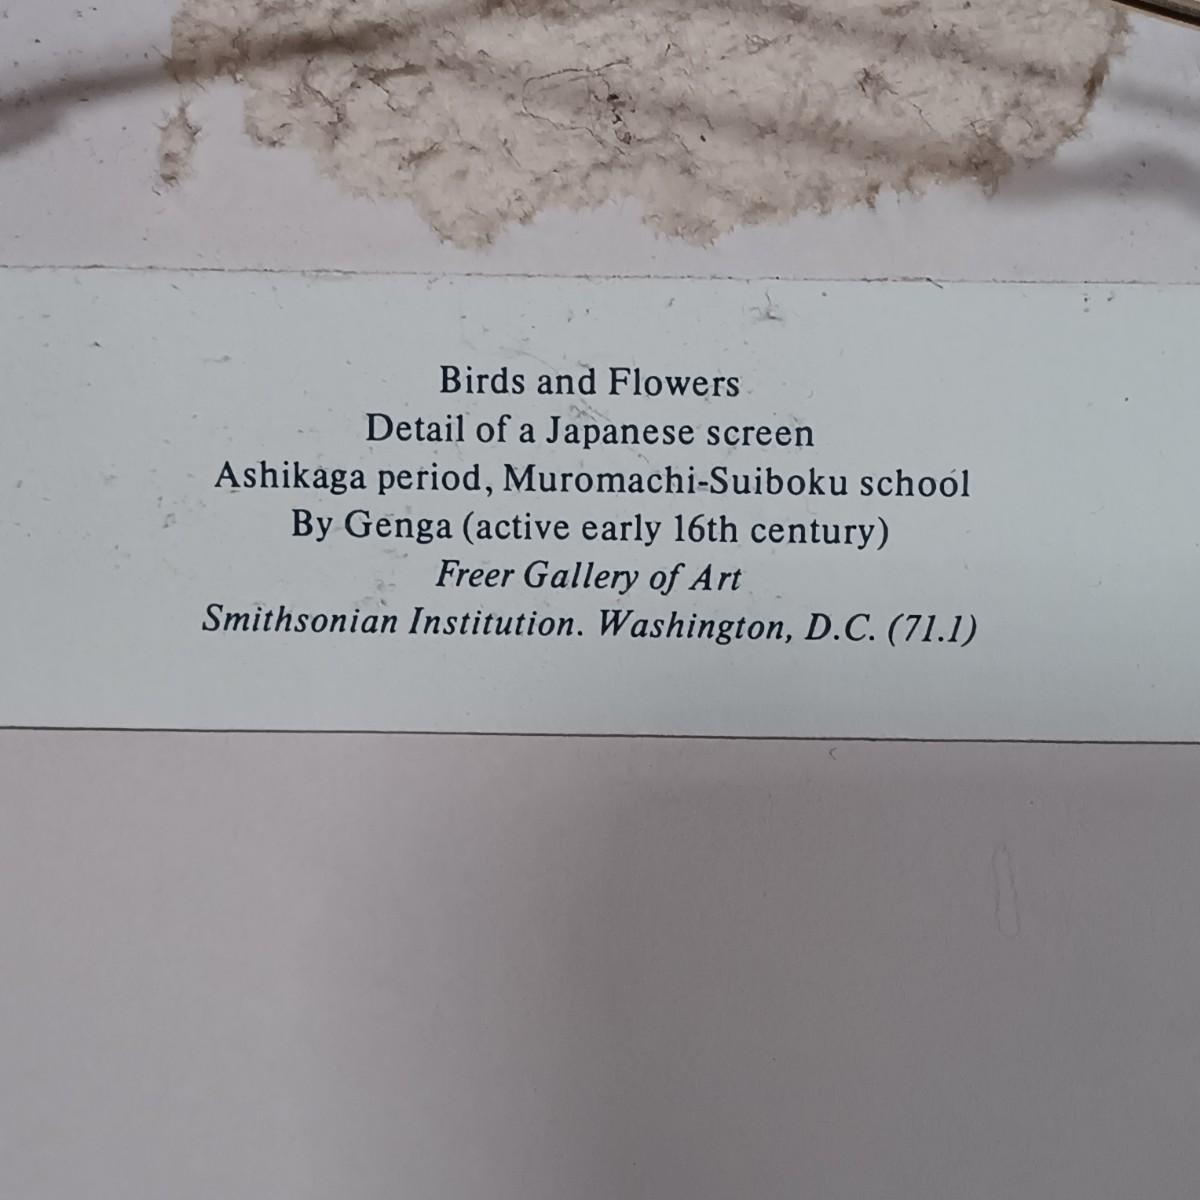 Birds and Flowers
Detail of a Japanese screen
Ashikaga period, Muromachi-Suiboku school
By Genga (active early 16th century)
Freer Gallery of Art
Smithsonian Institution. Washington, D.C. (71.1)